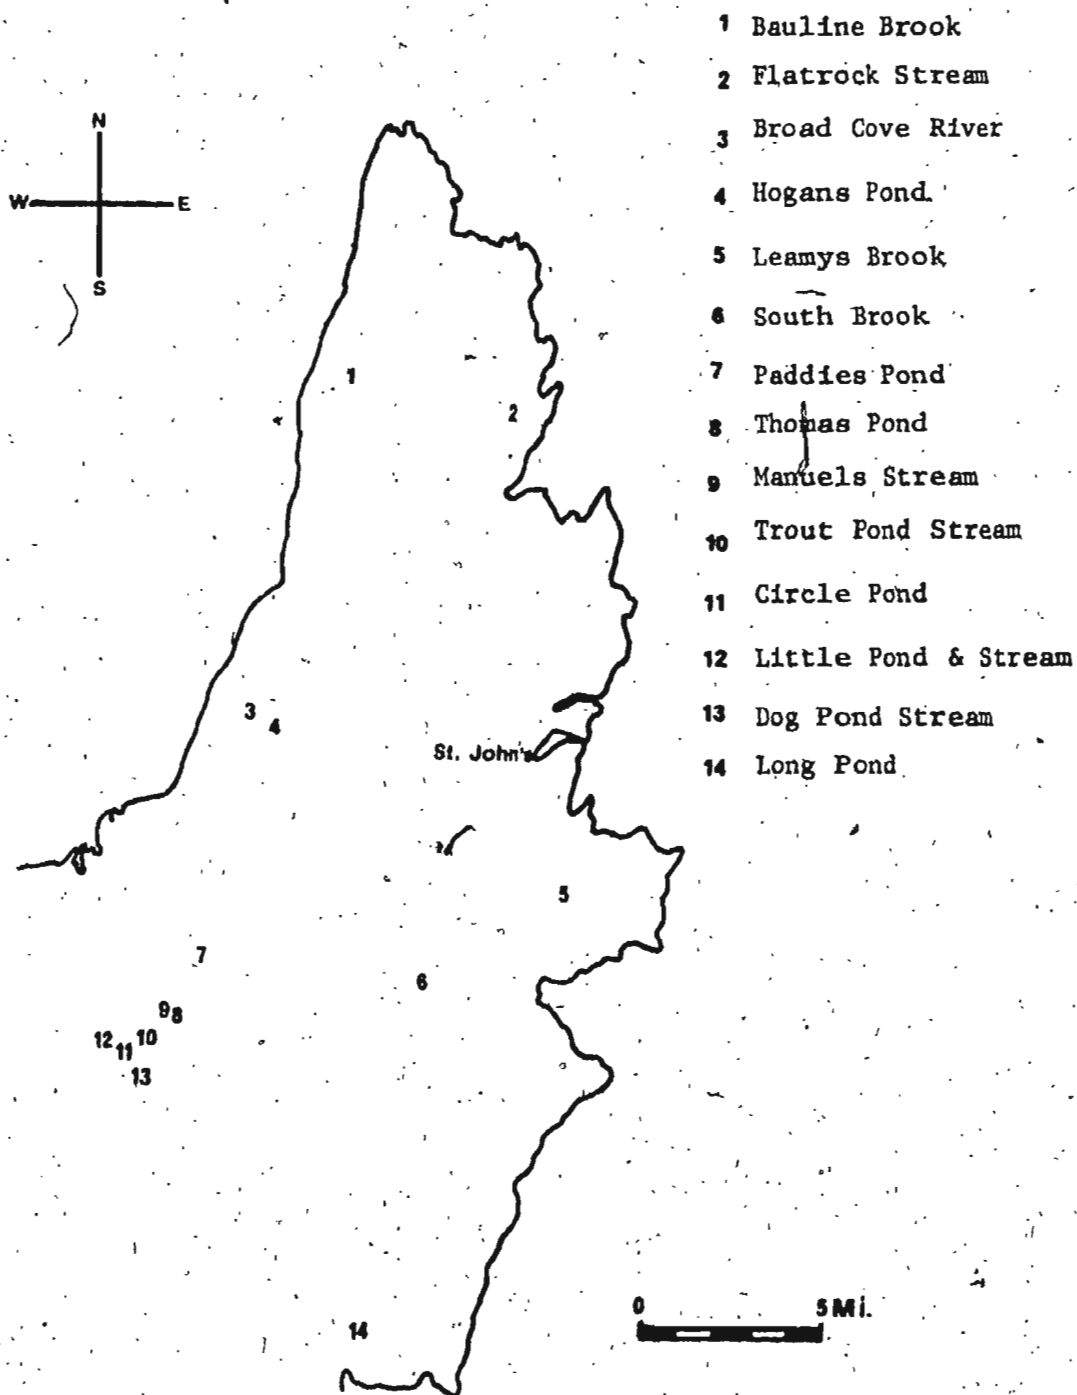 1 Bauline Brook
2 Flatrock Stream
3 Broad Cove River
4 Hogans Pond
5 Leamys Brook
6 South Brook
7 Paddies Pond
8 Thomas Pond
9 Manuels Stream
10 Trout Pond Stream
11 Circle Pond
12 Little Pond & Stream
13 Dog Pond Stream
14 Long Pond
N
W E
S
1
2
3
4
St. John's
5
7
6
9 8
12 11 10
13
14
0 5 Mi.